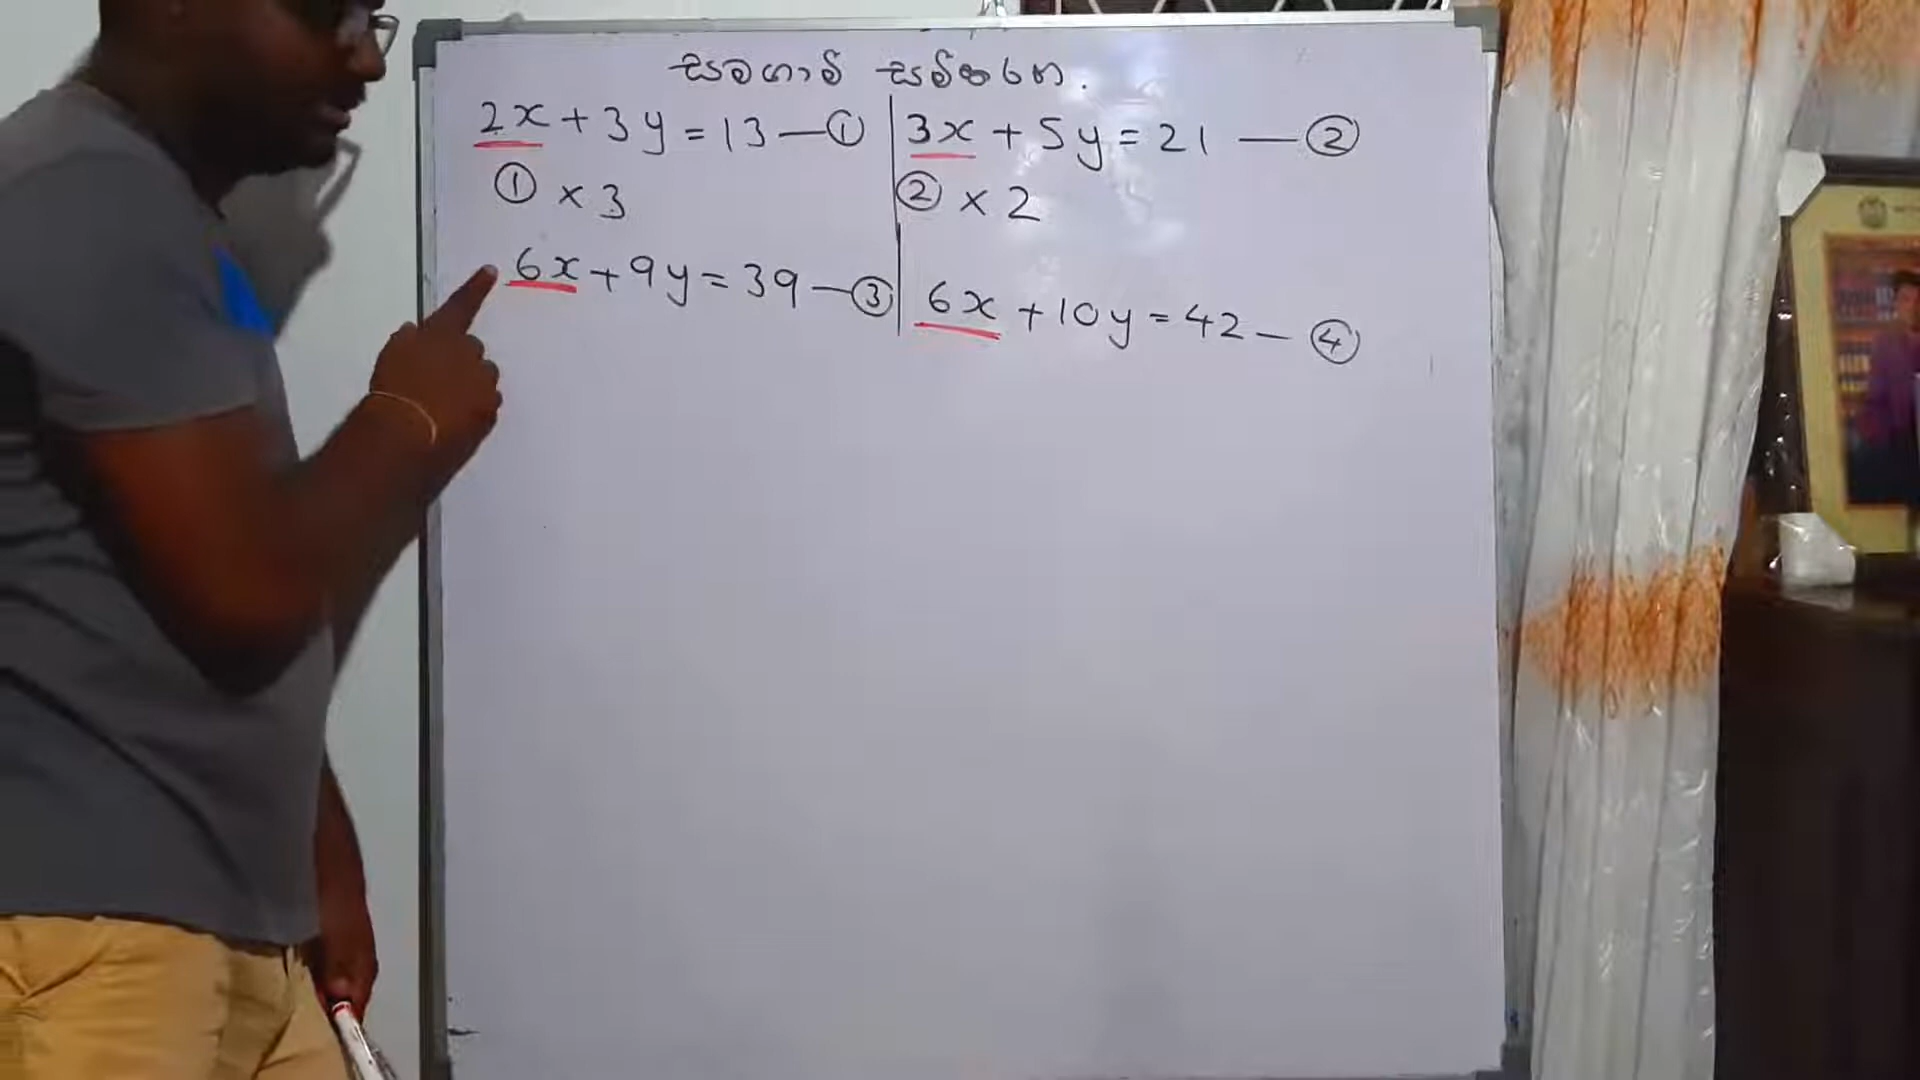 සමගාමී සමීකරණ.
2x + 3y = 13 — ①
① × 3
6x + 9y = 39 — ③
3x + 5y = 21 — ②
② × 2
6x + 10y = 42 — ④